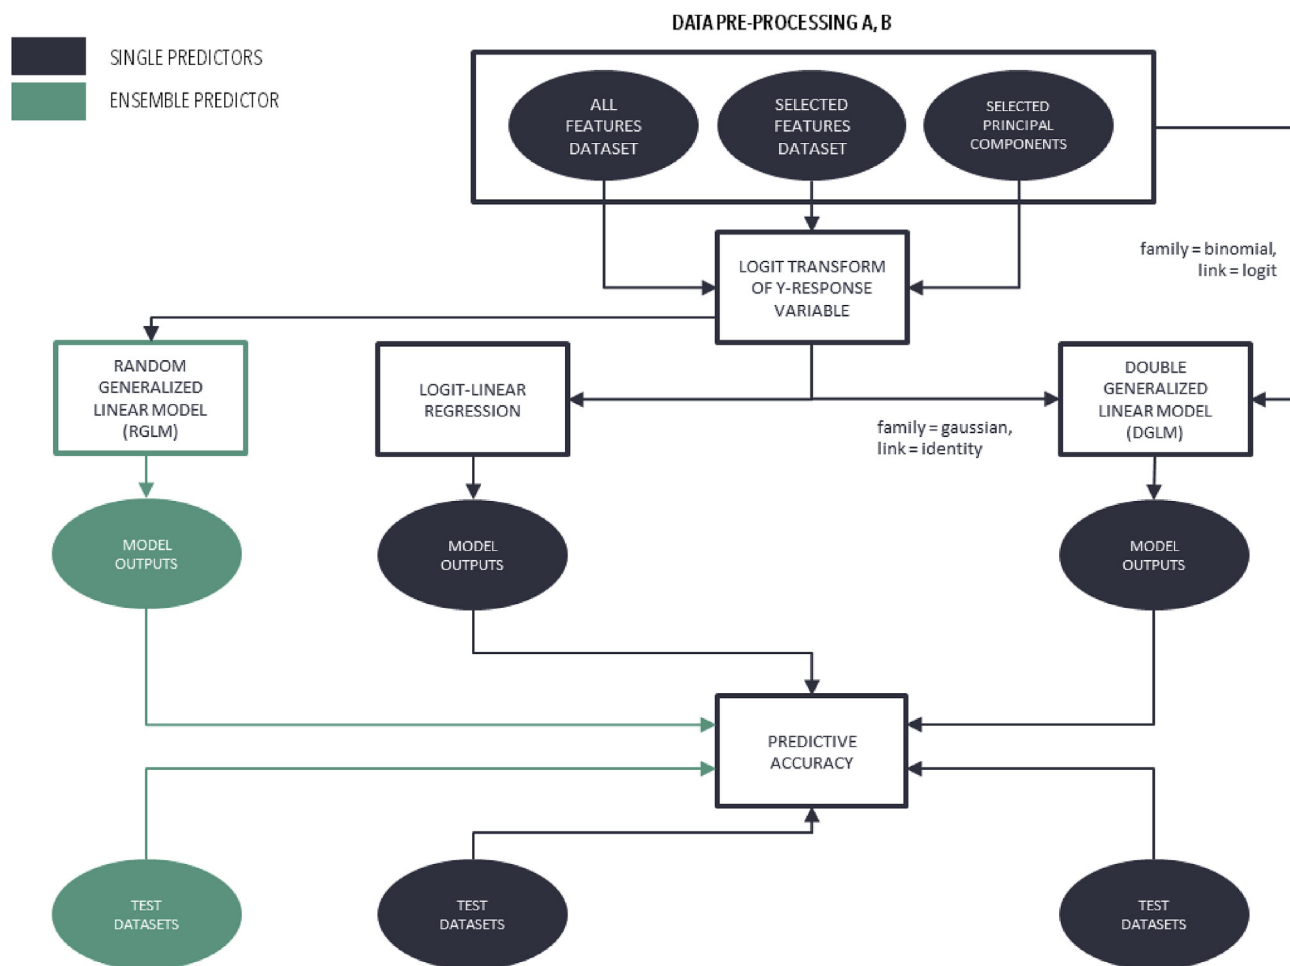 DATA PRE-PROCESSING A, B
SINGLE PREDICTORS
ENSEMBLE PREDICTOR
ALL
FEATURES
DATASET
SELECTED
FEATURES
DATASET
SELECTED
PRINCIPAL
COMPONENTS
LOGIT TRANSFORM
OF Y-RESPONSE
VARIABLE
family = binomial,
link = logit
RANDOM
GENERALIZED
LINEAR MODEL
(RGLM)
LOGIT-LINEAR
REGRESSION
family = gaussian,
link = identity
DOUBLE
GENERALIZED
LINEAR MODEL
(DGLM)
MODEL
OUTPUTS
MODEL
OUTPUTS
MODEL
OUTPUTS
PREDICTIVE
ACCURACY
TEST
DATASETS
TEST
DATASETS
TEST
DATASETS